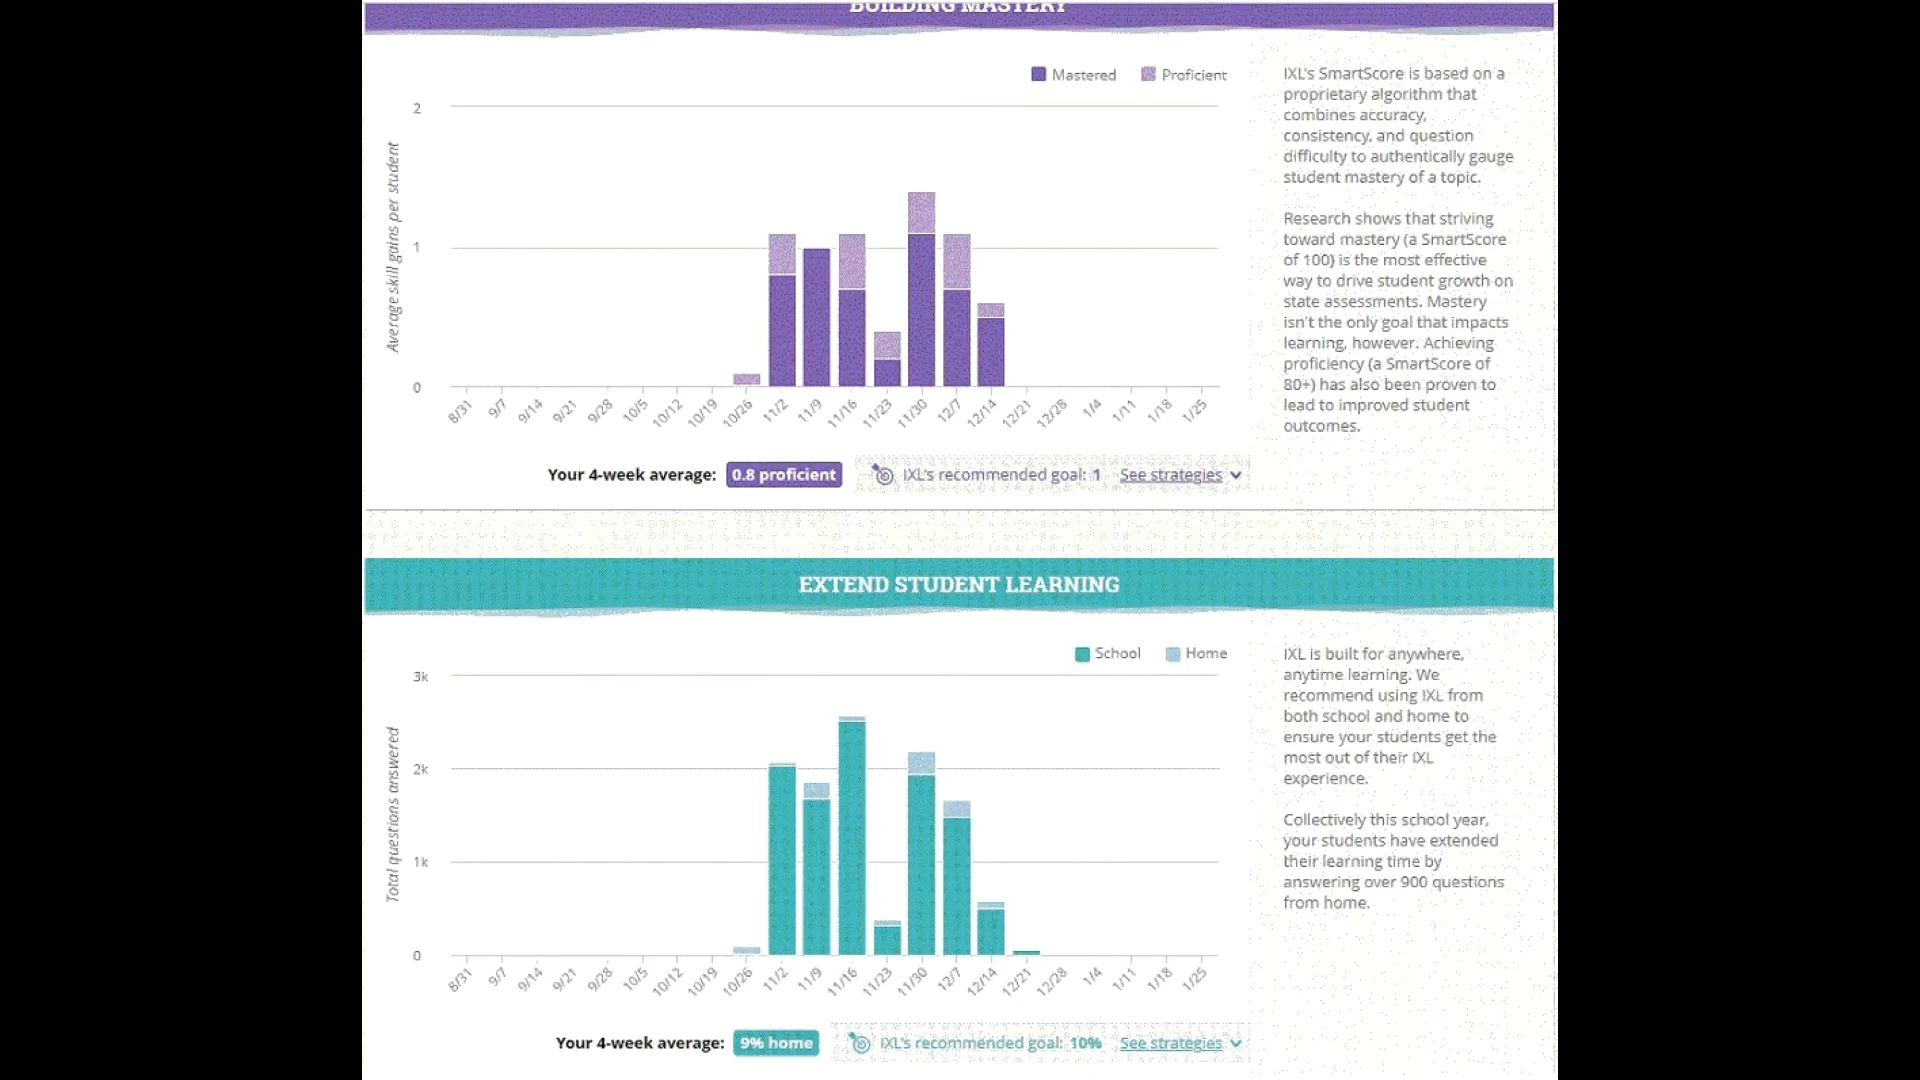 BUILDING MASTERY
Mastered Proficient
2
1
0
Average skill gains per student
8/31 9/7 9/14 9/21 9/28 10/5 10/12 10/19 10/26 11/2 11/9 11/16 11/23 11/30 12/7 12/14 12/21 12/28 1/4 1/11 1/18 1/25
Your 4-week average: 0.8 proficient IXL's recommended goal: 1 See strategies
IXL's SmartScore is based on a
proprietary algorithm that
combines accuracy,
consistency, and question
difficulty to authentically gauge
student mastery of a topic.
Research shows that striving
toward mastery (a SmartScore
of 100) is the most effective
way to drive student growth on
state assessments. Mastery
isn't the only goal that impacts
learning, however. Achieving
proficiency (a SmartScore of
80+) has also been proven to
lead to improved student
outcomes.
EXTEND STUDENT LEARNING
School Home
3k
2k
1k
0
Total questions answered
8/31 9/7 9/14 9/21 9/28 10/5 10/12 10/19 10/26 11/2 11/9 11/16 11/23 11/30 12/7 12/14 12/21 12/28 1/4 1/11 1/18 1/25
Your 4-week average: 9% home IXL's recommended goal: 10% See strategies
IXL is built for anywhere,
anytime learning. We
recommend using IXL from
both school and home to
ensure your students get the
most out of their IXL
experience.
Collectively this school year,
your students have extended
their learning time by
answering over 900 questions
from home.